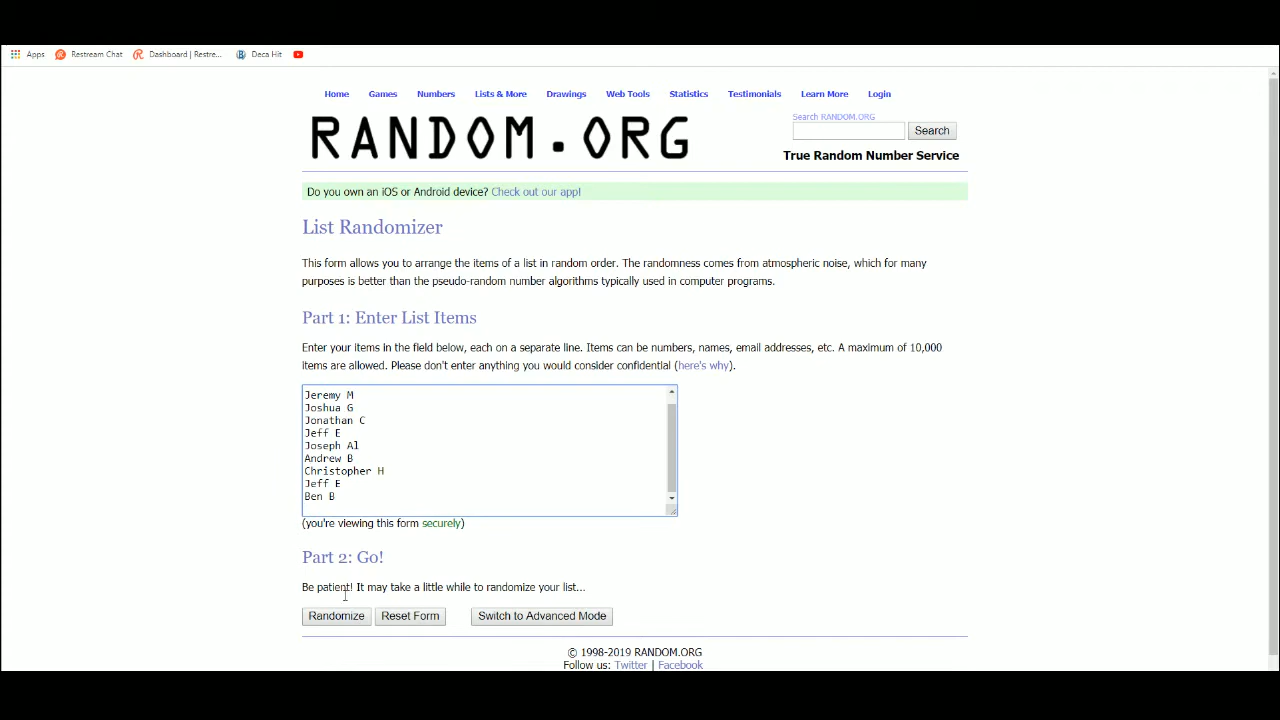 Apps Restream Chat Dashboard | Restre... Deca Hit
Home Games Numbers Lists & More Drawings Web Tools Statistics Testimonials Learn More Login
RANDOM.ORG
Search RANDOM.ORG
Search
True Random Number Service
Do you own an iOS or Android device? Check out our app!
List Randomizer
This form allows you to arrange the items of a list in random order. The randomness comes from atmospheric noise, which for many
purposes is better than the pseudo-random number algorithms typically used in computer programs.
Part 1: Enter List Items
Enter your items in the field below, each on a separate line. Items can be numbers, names, email addresses, etc. A maximum of 10,000
items are allowed. Please don't enter anything you would consider confidential (here's why).
Jeremy M
Joshua G
Jonathan C
Jeff E
Joseph Al
Andrew B
Christopher H
Jeff E
Ben B
(you're viewing this form securely)
Part 2: Go!
Be patient! It may take a little while to randomize your list...
Randomize Reset Form Switch to Advanced Mode
© 1998-2019 RANDOM.ORG
Follow us: Twitter | Facebook